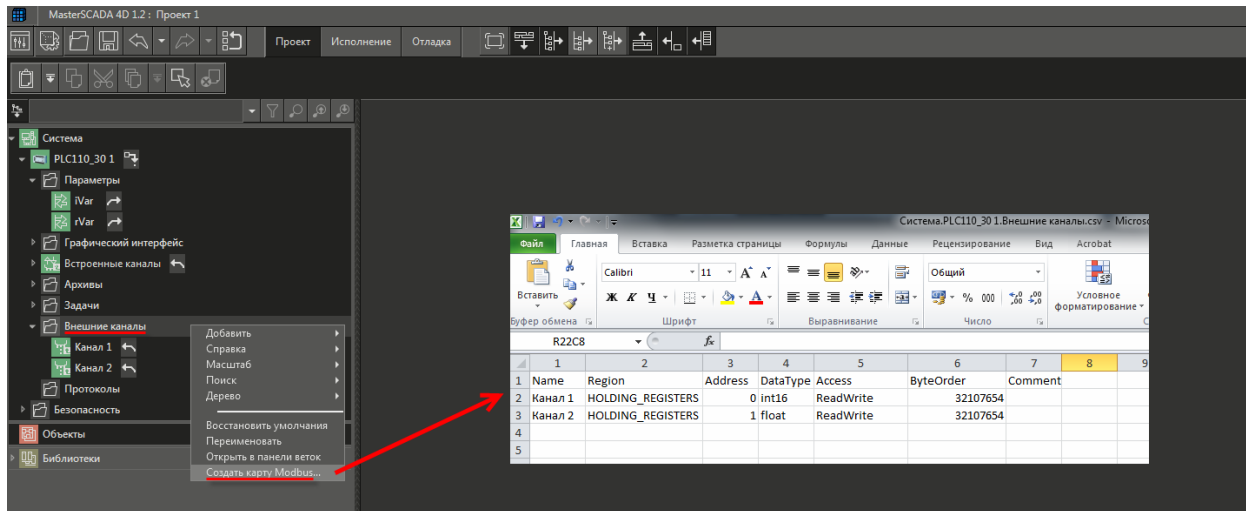 MasterSCADA 4D 1.2 : Проект 1
Проект Исполнение Отладка
Система
PLC110_30 1
Параметры
iVar
rVar
Графический интерфейс
Встроенные каналы
Архивы
Задачи
Внешние каналы
Канал 1
Канал 2
Протоколы
Безопасность
Объекты
Библиотеки
Добавить
Справка
Масштаб
Поиск
Дерево
Восстановить умолчания
Переименовать
Открыть в панели веток
Создать карту Modbus...
Система.PLC110_30 1.Внешние каналы.csv - Micros
Файл Главная Вставка Разметка страницы Формулы Данные Рецензирование Вид Acrobat
Вставить Calibri 11 A A Общий
Ж К Ч A % 000 Условное форматирование
Буфер обмена Шрифт Выравнивание Число
R22C8 fx
1 2 3 4 5 6 7 8 9
1 Name Region Address DataType Access ByteOrder Comment
2 Канал 1 HOLDING_REGISTERS 0 int16 ReadWrite 32107654
3 Канал 2 HOLDING_REGISTERS 1 float ReadWrite 32107654
4
5